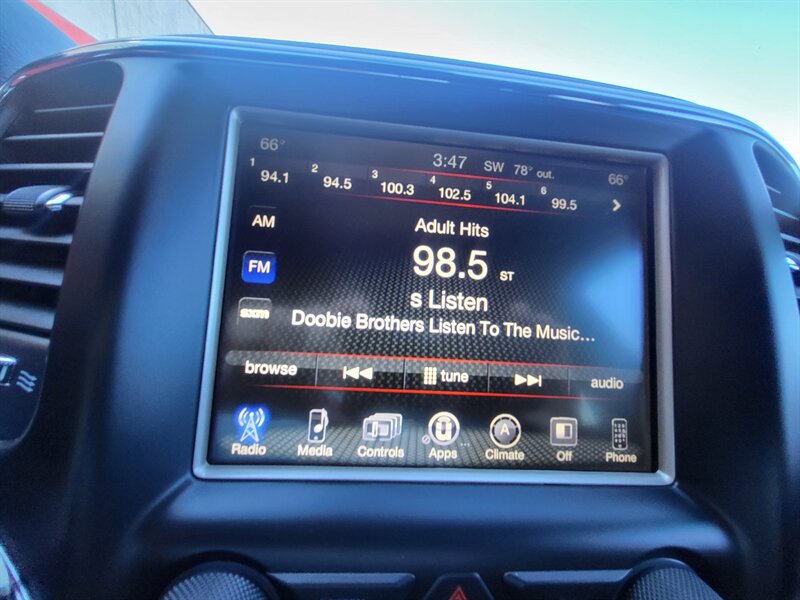 66°
3:47 SW 78° out.
66°
1 94.1 2 94.5 3 100.3 4 102.5 5 104.1 6 99.5
AM
Adult Hits
FM
98.5 ST
s Listen
sxm
Doobie Brothers Listen To The Music...
browse tune audio
Radio Media Controls Apps ... Climate Off Phone
A